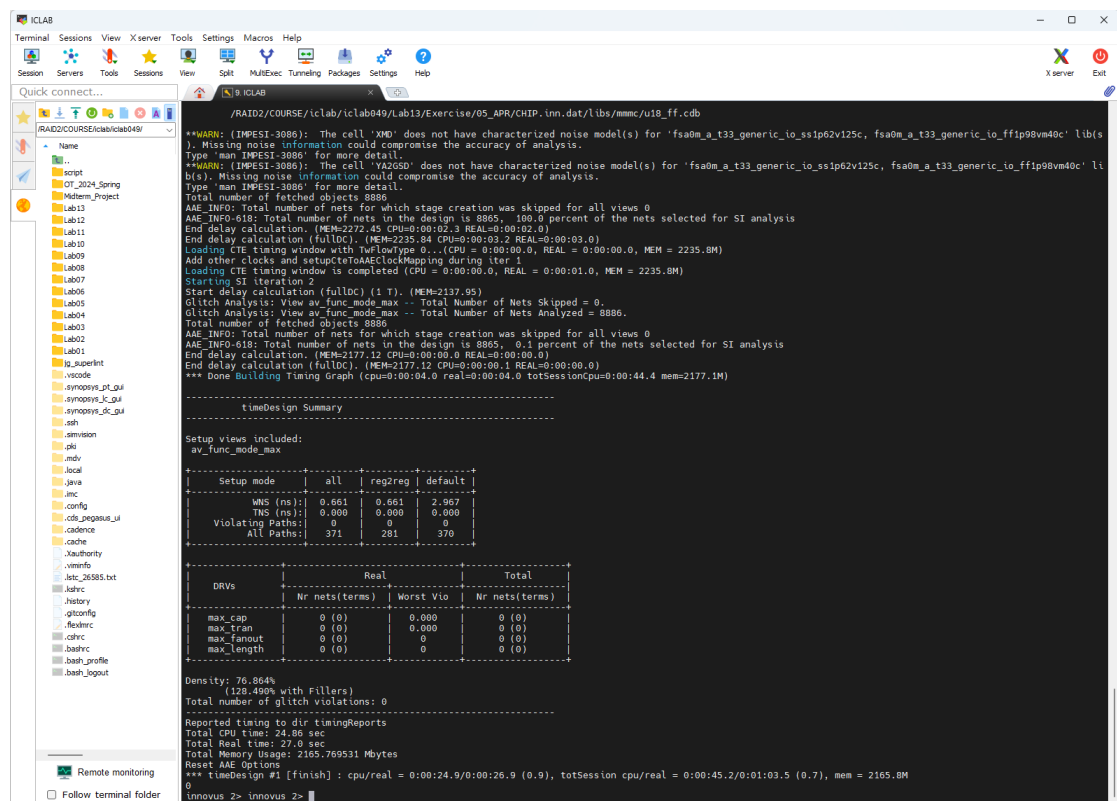 ICLAB
Terminal Sessions View X server Tools Settings Macros Help
Session Servers Tools Sessions View Split MultiExec Tunneling Packages Settings Help X server Exit
Quick connect...
9. ICLAB
/RAID2/COURSE/iclab/iclab049/
Name
..
script
OT_2024_Spring
Midterm_Project
Lab13
Lab12
Lab11
Lab10
Lab09
Lab08
Lab07
Lab06
Lab05
Lab04
Lab03
Lab02
Lab01
jg_superlint
.vscode
.synopsys_pt_gui
.synopsys_lc_gui
.synopsys_dc_gui
.ssh
.simvision
.pki
.mdv
.local
.java
.imc
.config
.cds_pegasus_ui
.cadence
.cache
.Xauthority
.viminfo
.lstc_26585.txt
.kshrc
.history
.gitconfig
.flexlmrc
.cshrc
.bashrc
.bash_profile
.bash_logout
Remote monitoring
Follow terminal folder
/RAID2/COURSE/iclab/iclab049/Lab13/Exercise/05_APR/CHIP.inn.dat/libs/mmmc/u18_ff.cdb
**WARN: (IMPESI-3086): The cell 'XMD' does not have characterized noise model(s) for 'fsa0m_a_t33_generic_io_ss1p62v125c, fsa0m_a_t33_generic_io_ff1p98vm40c' lib(s
). Missing noise information could compromise the accuracy of analysis.
Type 'man IMPESI-3086' for more detail.
**WARN: (IMPESI-3086): The cell 'YA2GSD' does not have characterized noise model(s) for 'fsa0m_a_t33_generic_io_ss1p62v125c, fsa0m_a_t33_generic_io_ff1p98vm40c' li
b(s). Missing noise information could compromise the accuracy of analysis.
Type 'man IMPESI-3086' for more detail.
Total number of fetched objects 8886
AAE_INFO: Total number of nets for which stage creation was skipped for all views 0
AAE_INFO-618: Total number of nets in the design is 8865, 100.0 percent of the nets selected for SI analysis
End delay calculation. (MEM=2272.45 CPU=0:00:02.3 REAL=0:00:02.0)
End delay calculation (fullDC). (MEM=2235.84 CPU=0:00:03.2 REAL=0:00:03.0)
Loading CTE timing window with TwFlowType 0...(CPU = 0:00:00.0, REAL = 0:00:00.0, MEM = 2235.8M)
Add other clocks and setupCteToAAEClockMapping during iter 1
Loading CTE timing window is completed (CPU = 0:00:00.0, REAL = 0:00:01.0, MEM = 2235.8M)
Starting SI iteration 2
Start delay calculation (fullDC) (1 T). (MEM=2137.95)
Glitch Analysis: View av_func_mode_max -- Total Number of Nets Skipped = 0.
Glitch Analysis: View av_func_mode_max -- Total Number of Nets Analyzed = 8886.
Total number of fetched objects 8886
AAE_INFO: Total number of nets for which stage creation was skipped for all views 0
AAE_INFO-618: Total number of nets in the design is 8865, 0.1 percent of the nets selected for SI analysis
End delay calculation. (MEM=2177.12 CPU=0:00:00.0 REAL=0:00:00.0)
End delay calculation (fullDC). (MEM=2177.12 CPU=0:00:00.1 REAL=0:00:00.0)
*** Done Building Timing Graph (cpu=0:00:04.0 real=0:00:04.0 totSessionCpu=0:00:44.4 mem=2177.1M)
timeDesign Summary
Setup views included:
av_func_mode_max
| Setup mode | all | reg2reg | default |
| WNS (ns):| 0.661 | 0.661 | 2.967 |
| TNS (ns):| 0.000 | 0.000 | 0.000 |
| Violating Paths:| 0 | 0 | 0 |
| All Paths:| 371 | 281 | 370 |
| | Real | Total |
| DRVs
| | Nr nets(terms) | Worst Vio | Nr nets(terms) |
| max_cap | 0 (0) | 0.000 | 0 (0) |
| max_tran | 0 (0) | 0.000 | 0 (0) |
| max_fanout | 0 (0) | 0 | 0 (0) |
| max_length | 0 (0) | 0 | 0 (0) |
Density: 76.864%
(128.490% with Fillers)
Total number of glitch violations: 0
Reported timing to dir timingReports
Total CPU time: 24.86 sec
Total Real time: 27.0 sec
Total Memory Usage: 2165.769531 Mbytes
Reset AAE Options
*** timeDesign #1 [finish] : cpu/real = 0:00:24.9/0:00:26.9 (0.9), totSession cpu/real = 0:00:45.2/0:01:03.5 (0.7), mem = 2165.8M
0
innovus 2> innovus 2>